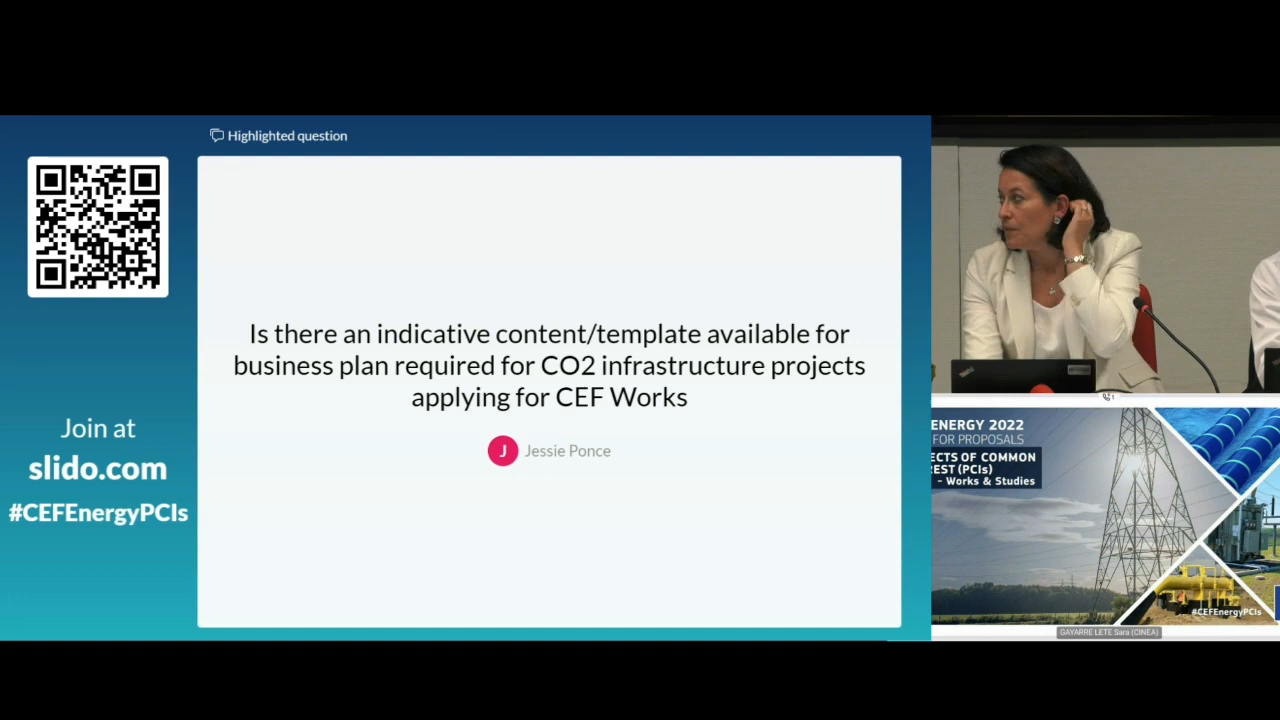 Highlighted question
Is there an indicative content/template available for
business plan required for CO2 infrastructure projects
applying for CEF Works
J Jessie Ponce
Join at
slido.com
#CEFEnergyPCIs
ENERGY 2022
FOR PROPOSALS
ECTS OF COMMON
REST (PCIs)
- Works & Studies
#CEFEnergyPCIs
GAYARRE LETE Sara (CINEA)